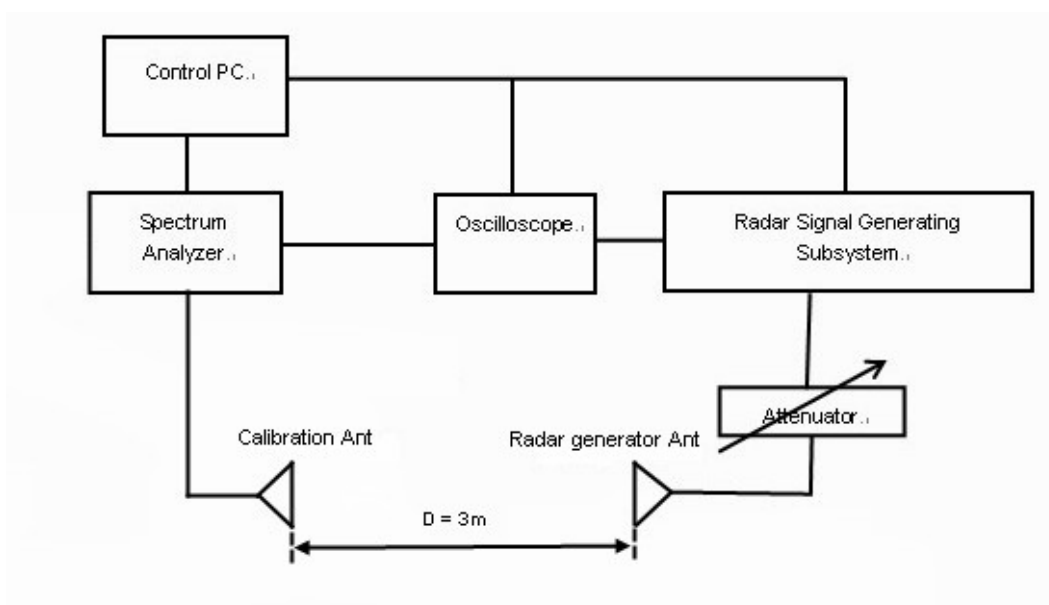 Control PC
Spectrum
Analyzer
Oscilloscope
Radar Signal Generating
Subsystem
Attenuator
Calibration Ant
Radar generator Ant
D = 3m